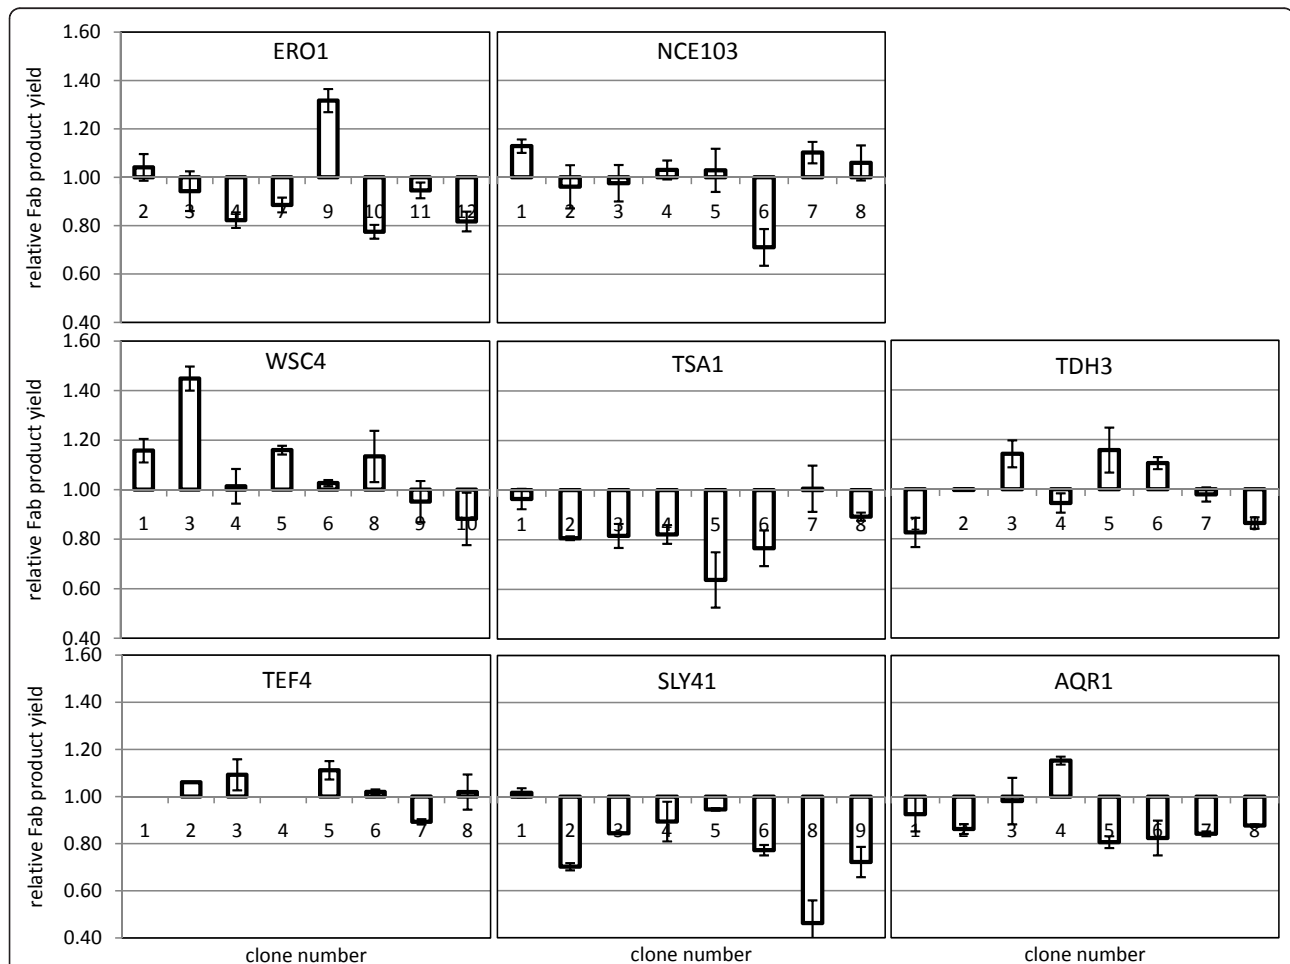 1.60
ERO1
NCE103
1.40
1.20
1.00
0.80
0.60
0.40
relative Fab product yield
2 3 4 7 9 10 11 12
1 2 3 4 5 6 7 8
1.60
WSC4
TSA1
TDH3
1.40
1.20
1.00
0.80
0.60
0.40
relative Fab product yield
1 3 4 5 6 8 9 10
1 2 3 4 5 6 7 8
1 2 3 4 5 6 7 8
1.60
TEF4
SLY41
AQR1
1.40
1.20
1.00
0.80
0.60
0.40
relative Fab product yield
1 2 3 4 5 6 7 8
1 2 3 4 5 6 8 9
1 2 3 4 5 6 7 8
clone number
clone number
clone number